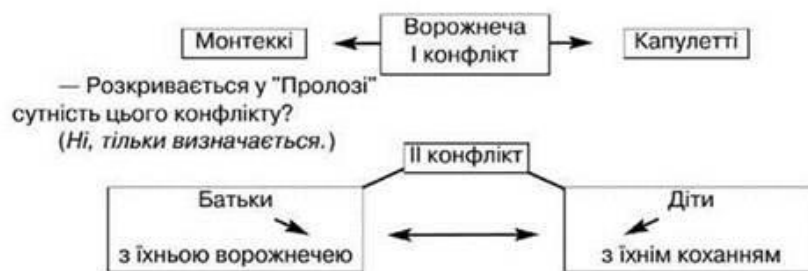 Монтеккі
Ворожнеча
І конфлікт
Капулетті
— Розкривається у "Пролозі"
сутність цього конфлікту?
(Ні, тільки визначається.)
ІІ конфлікт
Батьки
з їхньою ворожнечею
Діти
з їхнім коханням